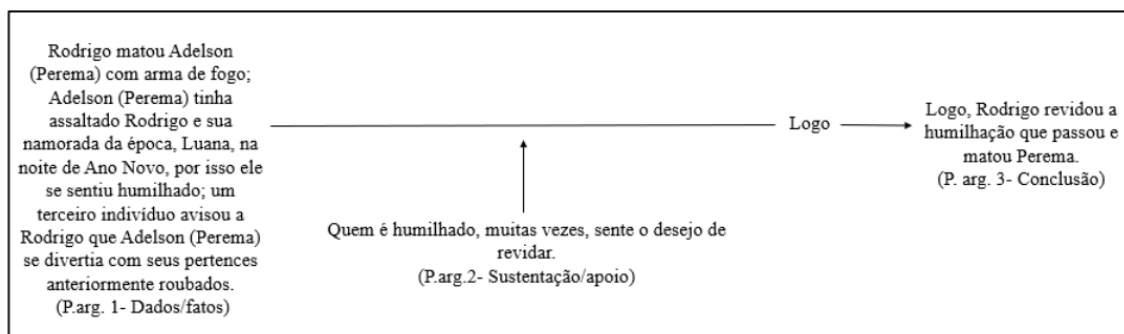 Rodrigo matou Adelson
(Perema) com arma de fogo;
Adelson (Perema) tinha
assaltado Rodrigo e sua
namorada da época, Luana, na
noite de Ano Novo, por isso ele
se sentiu humilhado; um
terceiro indivíduo avisou a
Rodrigo que Adelson (Perema)
se divertia com seus pertences
anteriormente roubados.
(P.arg. 1- Dados/fatos)
Quem é humilhado, muitas vezes, sente o desejo de
revidar.
(P.arg.2- Sustentação/apoio)
Logo
Logo, Rodrigo revidou a
humilhação que passou e
matou Perema.
(P. arg. 3- Conclusão)